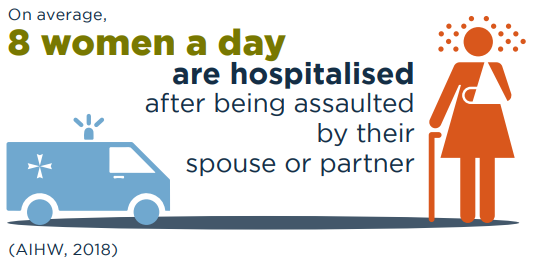 On average,
8 women a day
are hospitalised
after being assaulted
by their
spouse or partner
(AIHW, 2018)